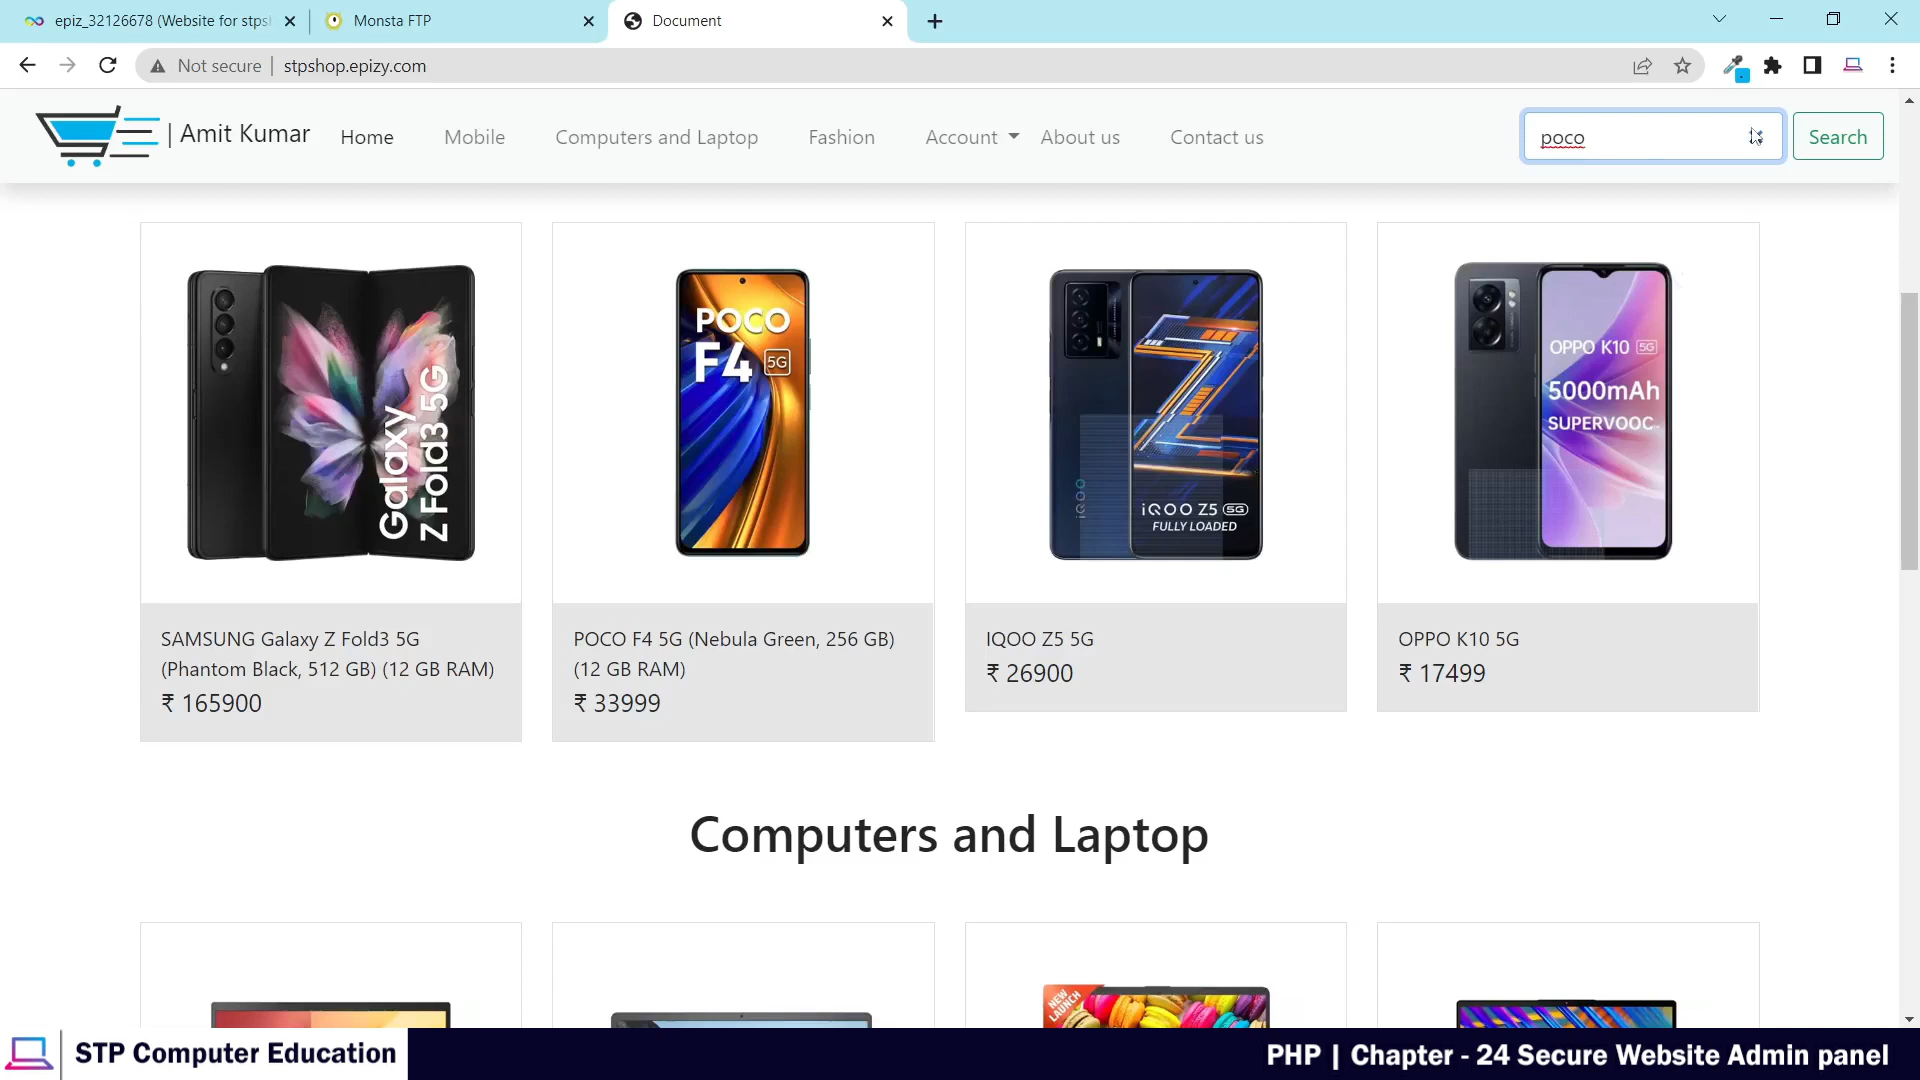 epiz_32126678 (Website for stps
Monsta FTP
Document
Not secure
stpshop.epizy.com
| Amit Kumar
Home
Mobile
Computers and Laptop
Fashion
Account
About us
Contact us
poco
Search
Galaxy
Z Fold3 5G
POCO
F4 5G
iQOO
iQOO Z5 5G
FULLY LOADED
OPPO K10 5G
5000mAh
SUPERVOOC
SAMSUNG Galaxy Z Fold3 5G
(Phantom Black, 512 GB) (12 GB RAM)
₹ 165900
POCO F4 5G (Nebula Green, 256 GB)
(12 GB RAM)
₹ 33999
IQOO Z5 5G
₹ 26900
OPPO K10 5G
₹ 17499
Computers and Laptop
NEW
LAUNCH
STP Computer Education
PHP | Chapter - 24 Secure Website Admin panel